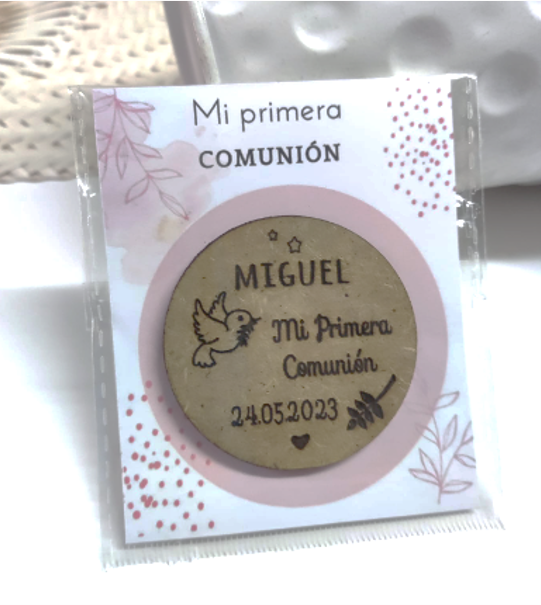 Mi primera
COMUNIÓN
MIGUEL
Mi Primera
Comunión
24.05.2023